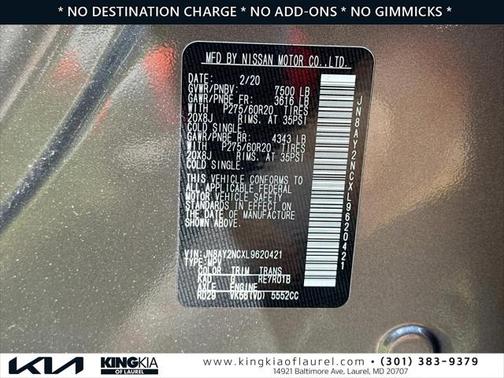 * NO DESTINATION CHARGE * NO ADD-ONS * NO GIMMICKS *
MFD BY NISSAN MOTOR CO.,LTD.
DATE: 2/20
GVWR/PNBV: 7500 LB
GAWR/PNBE FR: 3616 LB
WITH P275/60R20 TIRES
20X8J RIMS. AT 35PSI
COLD SINGLE.
GAWR/PNBE RR: 4343 LB
WITH P275/60R20 TIRES
20X8J RIMS. AT 35PSI
COLD SINGLE.
THIS VEHICLE CONFORMS TO
ALL APPLICABLE FEDERAL
MOTOR VEHICLE SAFETY
STANDARDS IN EFFECT ON
THE DATE OF MANUFACTURE
SHOWN ABOVE.
VIN: JN8AY2NCXL9620421
TYPE:MPV
COLOR TRIM TRANS
KAD G RE7R01B
AXLE ENGINE
RD29 VK56(VD) 5552CC
JN8AY2NCXL9620421
KIA
KING KIA
OF LAUREL
www.kingkiaoflaurel.com • (301) 383-9379
14921 Baltimore Ave, Laurel, MD 20707